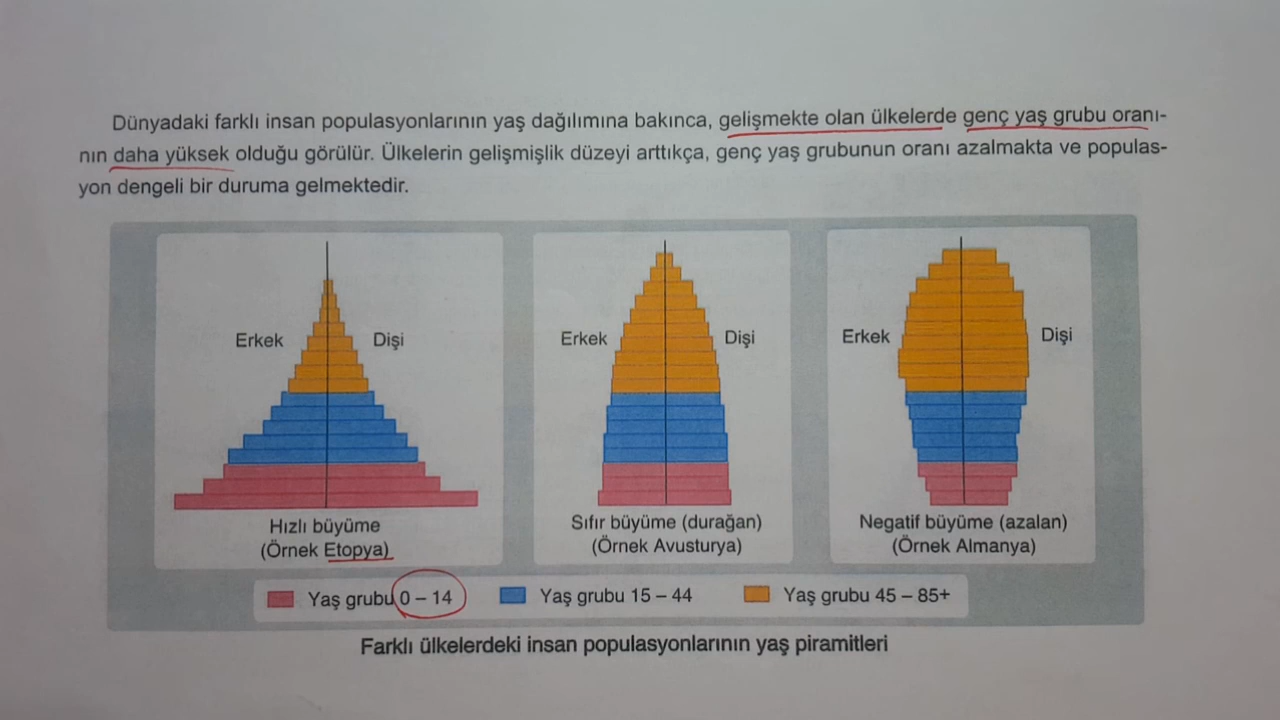 Dünyadaki farklı insan populasyonlarının yaş dağılımına bakınca, gelişmekte olan ülkelerde genç yaş grubu oranı-
nın daha yüksek olduğu görülür. Ülkelerin gelişmişlik düzeyi arttıkça, genç yaş grubunun oranı azalmakta ve populas-
yon dengeli bir duruma gelmektedir.
Erkek Dişi
Hızlı büyüme
(Örnek Etopya)
Erkek Dişi
Sıfır büyüme (durağan)
(Örnek Avusturya)
Erkek Dişi
Negatif büyüme (azalan)
(Örnek Almanya)
Yaş grubu 0 – 14 Yaş grubu 15 – 44 Yaş grubu 45 – 85+
Farklı ülkelerdeki insan populasyonlarının yaş piramitleri